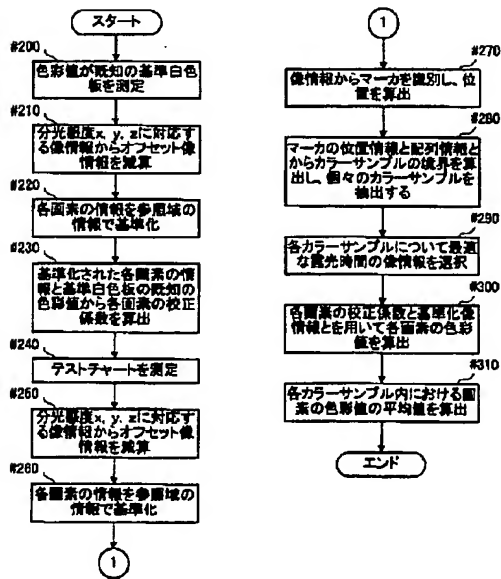 スタート
#200
色彩値が既知の基準白色
板を測定
#210
分光感度x, y, zに対応す
る像情報からオフセット像
情報を減算
#220
各画素の情報を参照域の
情報で基準化
#230
基準化された各画素の情
報と基準白色板の既知の
色彩値から各画素の校正
係数を算出
#240
テストチャートを測定
#250
分光感度x, y, zに対応す
る像情報からオフセット像
情報を減算
#260
各画素の情報を参照域の
情報で基準化
1
1
#270
像情報からマーカを識別し、位
置を算出
#280
マーカの位置情報と配列情報と
からカラーサンプルの境界を算
出し、個々のカラーサンプルを
抽出する
#290
各カラーサンプルについて最適
な露光時間の像情報を選択
#300
各画素の校正係数と基準化像
情報とを用いて各画素の色彩
値を算出
#310
各カラーサンプル内における画
素の色彩値の平均値を算出
エンド